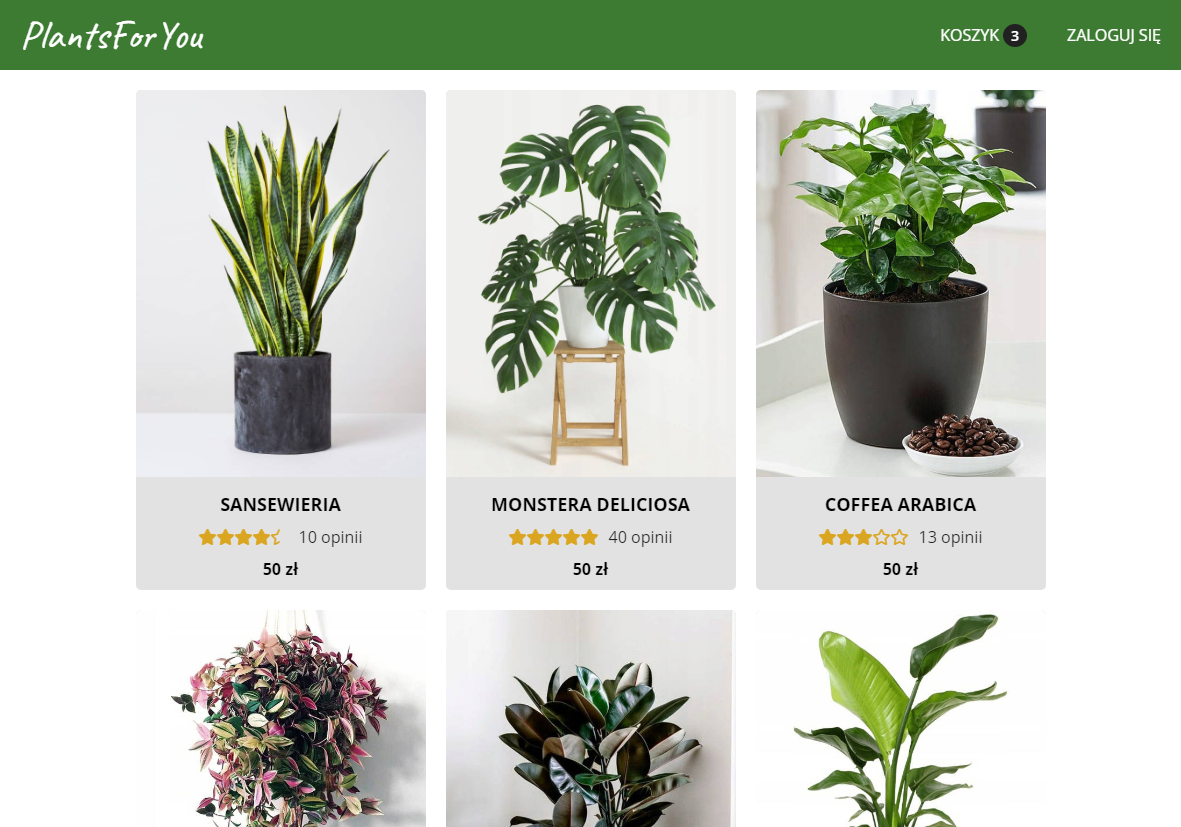 PlantsForYou
KOSZYK 3
ZALOGUJ SIĘ
SANSEWIERIA
10 opinii
50 zł
MONSTERA DELICIOSA
40 opinii
50 zł
COFFEA ARABICA
13 opinii
50 zł